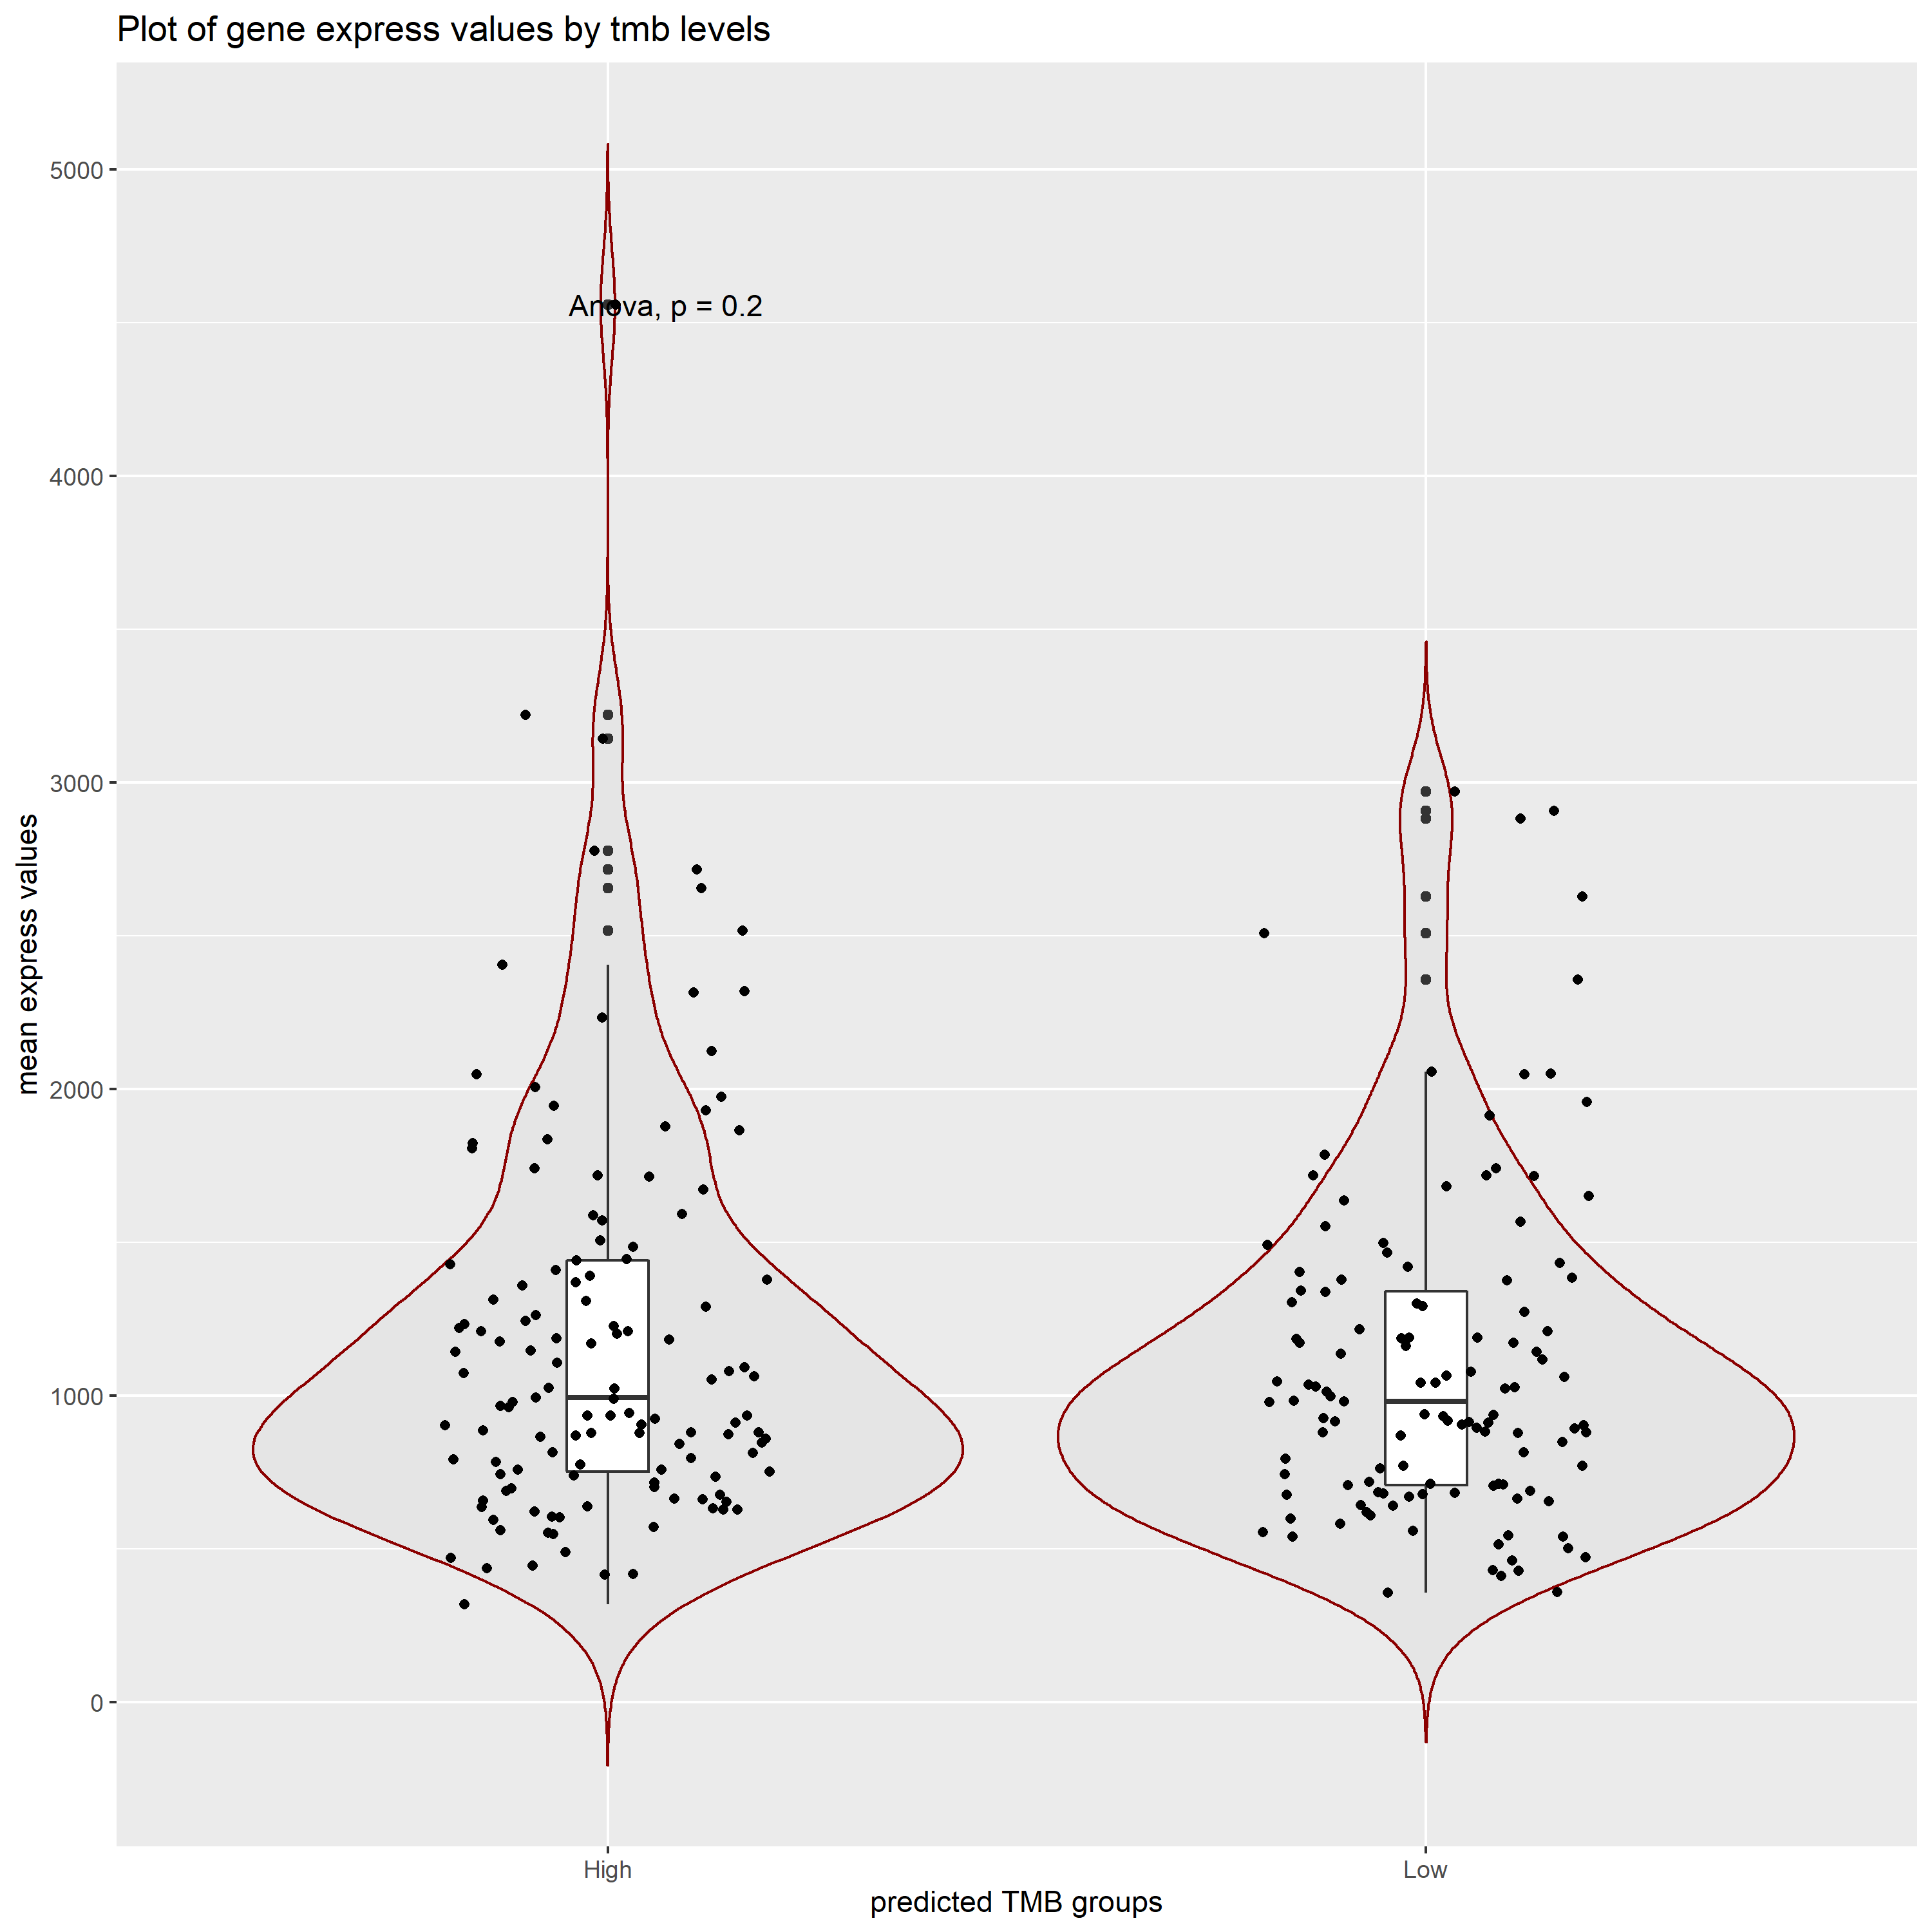 Plot of gene express values by tmb levels
5000
Anova, p = 0.2
4000
3000
mean express values
2000
1000
0
High
Low
predicted TMB groups